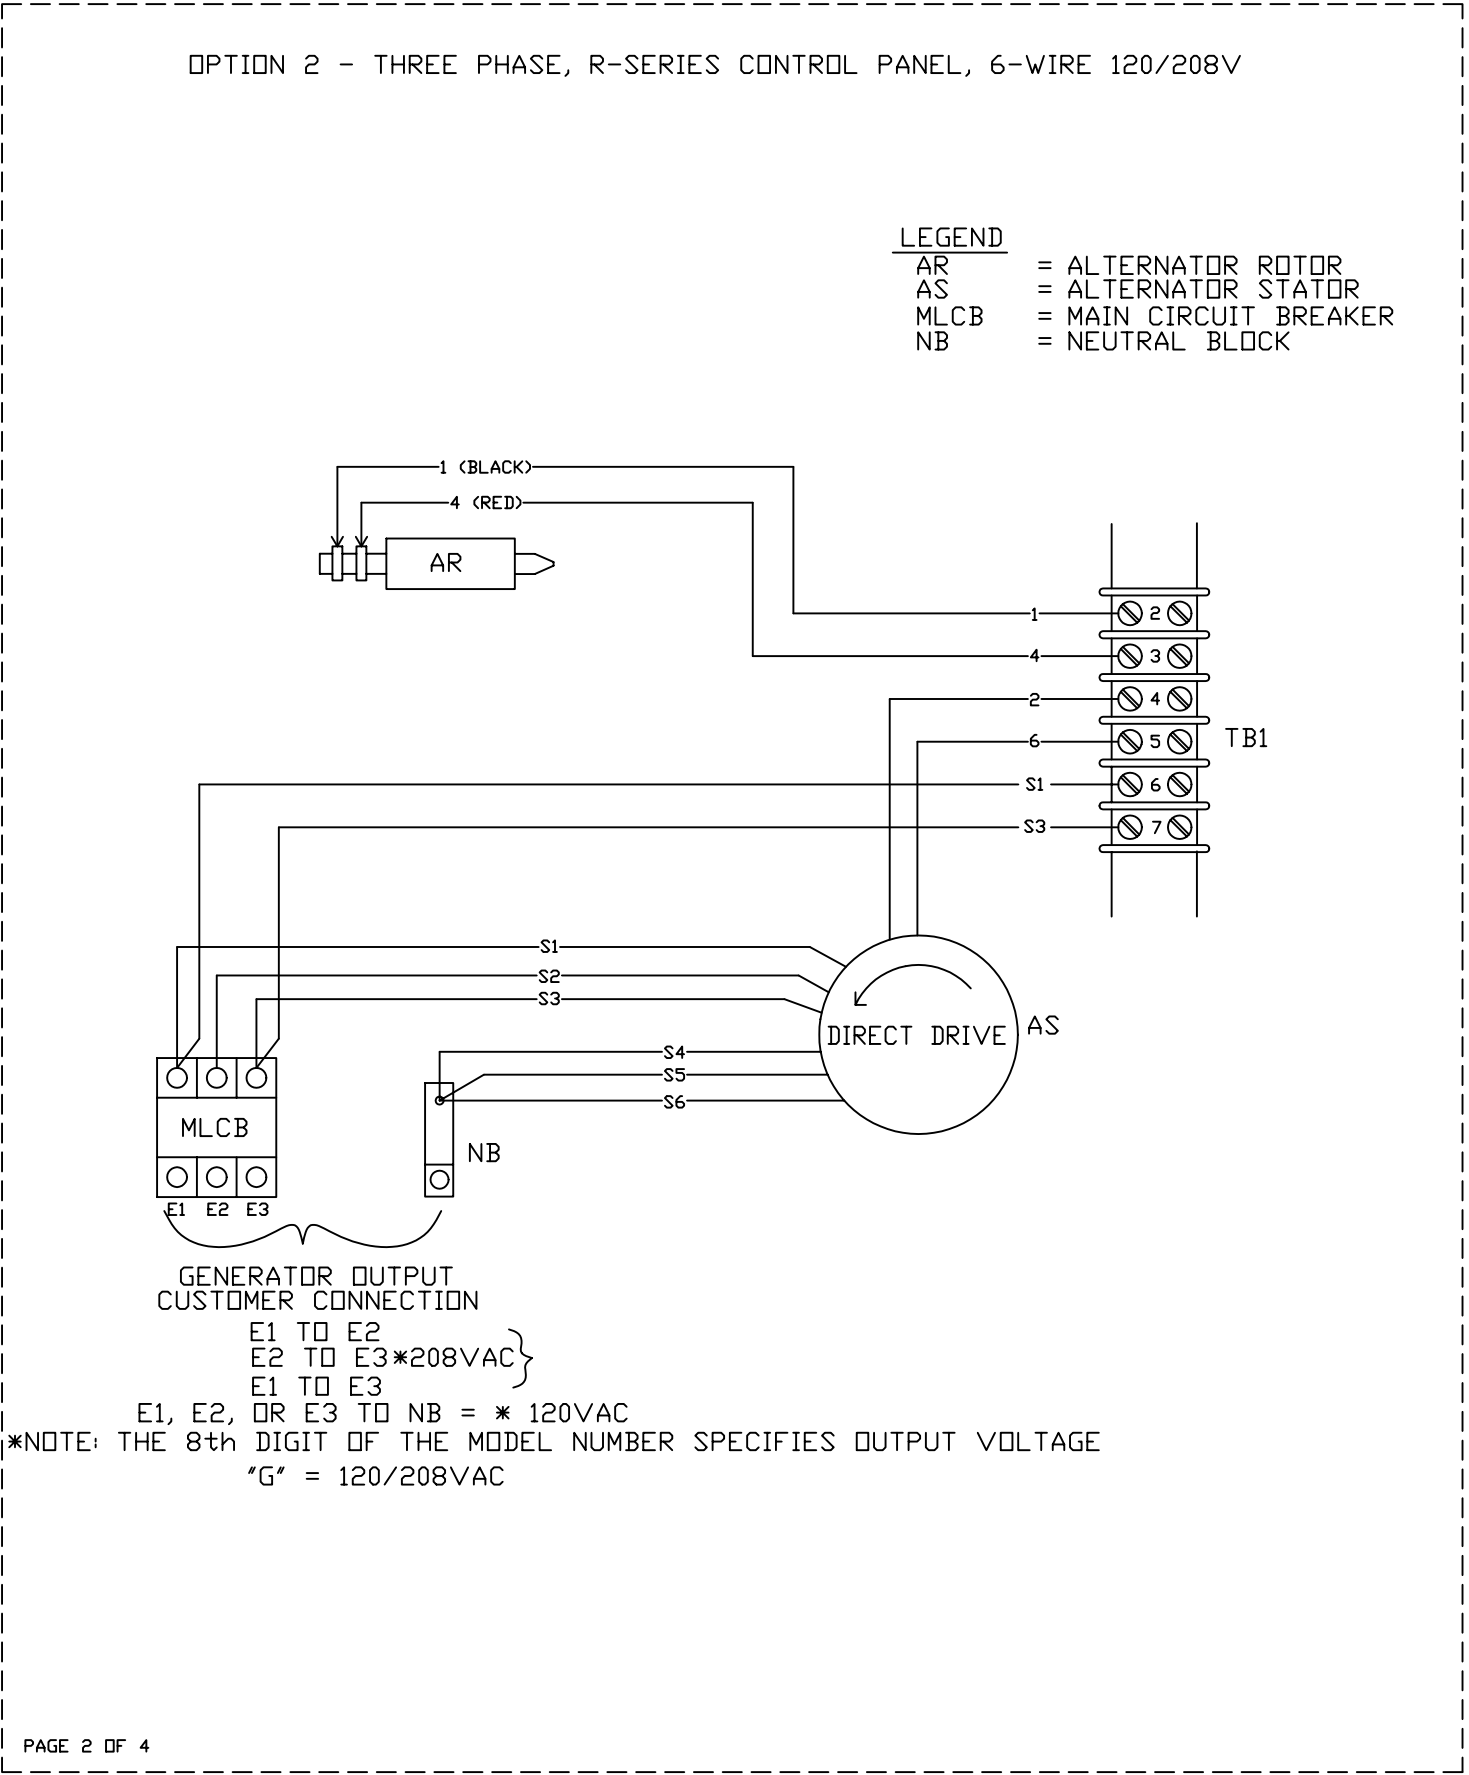 OPTION 2 - THREE PHASE, R-SERIES CONTROL PANEL, 6-WIRE 120/208V
LEGEND
AR = ALTERNATOR ROTOR
AS = ALTERNATOR STATOR
MLCB = MAIN CIRCUIT BREAKER
NB = NEUTRAL BLOCK
1 (BLACK)
4 (RED)
AR
1 2
4 3
2 4
6 5
TB1
S1 6
S3 7
S1
S2
S3
DIRECT DRIVE AS
S4
S5
S6
MLCB
NB
E1 E2 E3
GENERATOR OUTPUT
CUSTOMER CONNECTION
E1 TO E2
E2 TO E3 *208VAC
E1 TO E3
E1, E2, OR E3 TO NB = * 120VAC
*NOTE: THE 8th DIGIT OF THE MODEL NUMBER SPECIFIES OUTPUT VOLTAGE
"G" = 120/208VAC
PAGE 2 OF 4